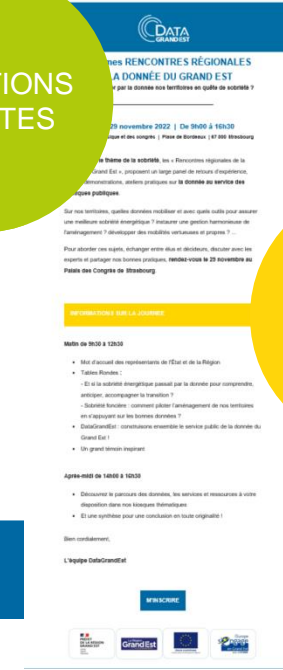 TIONS
TES
DATA
GRANDEST
mes RENCONTRES RÉGIONALES
LA DONNÉE DU GRAND EST
er par la donnée nos territoires en quête de sobriété ?
29 novembre 2022 | De 9h00 à 16h30
ique et des congrès | Place de Bordeaux | 67 000 Strasbourg
le thème de la sobriété, les « Rencontres régionales de la
Grand Est », proposent un large panel de retours d'expérience,
démonstrations, ateliers pratiques sur la donnée au service des
publiques.
Sur nos territoires, quelles données mobiliser et avec quels outils pour assurer
une meilleure sobriété énergétique ? Instaurer une gestion harmonieuse de
l'aménagement ? développer des mobilités vertueuses et propres ? ...
Pour aborder ces sujets, échanger entre élus et décideurs, discuter avec les
experts et partager nos bonnes pratiques, rendez-vous le 29 novembre au
Palais des Congrès de Strasbourg.
INFORMATIONS SUR LA JOURNÉE
Matin de 9h30 à 12h30
• Mot d'accueil des représentants de l'État et de la Région
• Tables Rondes :
- Et si la sobriété énergétique passait par la donnée pour comprendre,
anticiper, accompagner la transition ?
- Sobriété foncière : comment piloter l'aménagement de nos territoires
en s'appuyant sur les bonnes données ?
• DataGrandEst : construisons ensemble le service public de la donnée du
Grand Est !
• Un grand témoin inspirant
Après-midi de 14h00 à 16h30
• Découvrez le parcours des données, les services et ressources à votre
disposition dans nos kiosques thématiques
• Et une synthèse pour une conclusion en toute originalité !
Bien cordialement,
L'équipe DataGrandEst
M'INSCRIRE
GrandEst